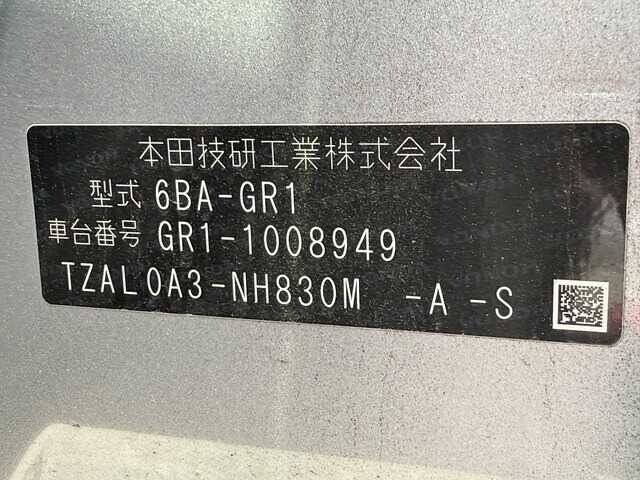 本田技研工業株式会社
型式 6BA-GR1
車台番号 GR1-1008949
TZAL0A3-NH830M -A -S